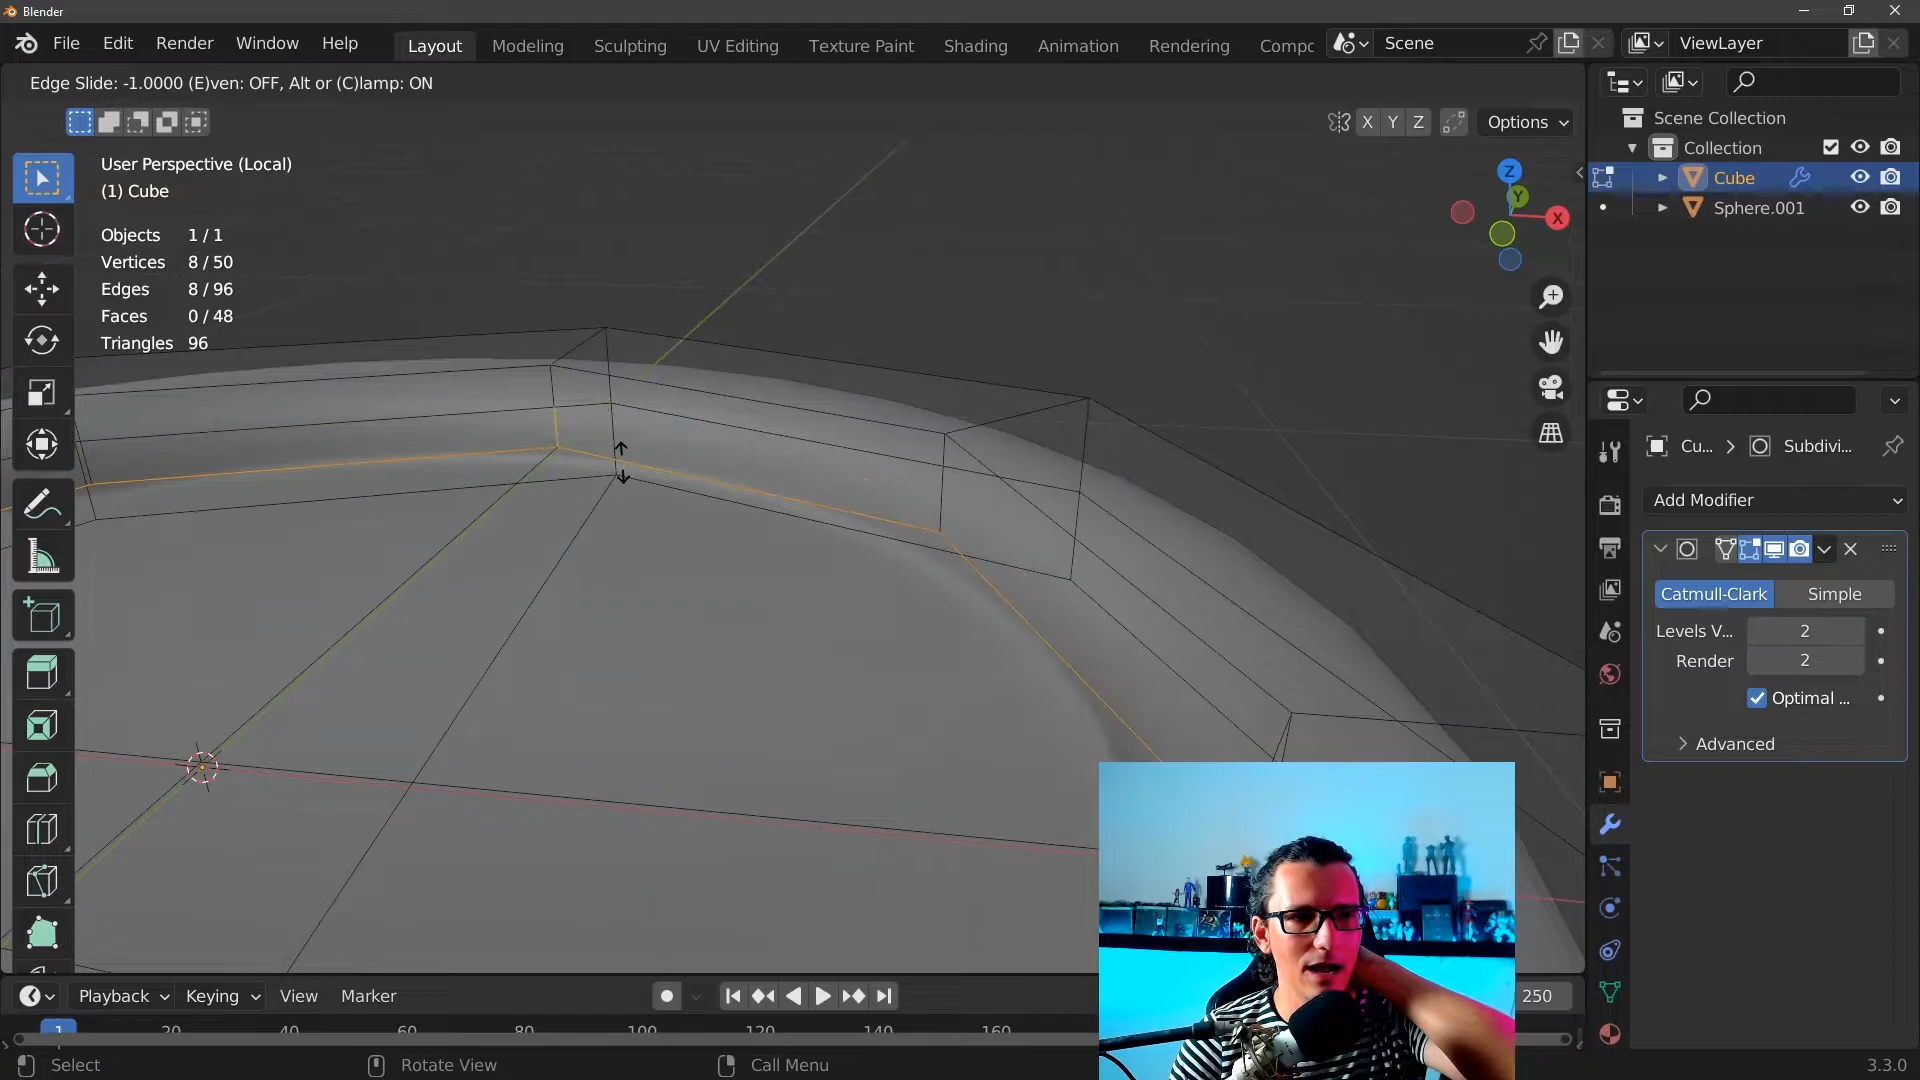 Blender
File Edit Render Window Help Layout Modeling Sculpting UV Editing Texture Paint Shading Animation Rendering Compc Scene ViewLayer
Edge Slide: -1.0000 (E)ven: OFF, Alt or (C)lamp: ON
X Y Z Options
User Perspective (Local)
(1) Cube
Objects 1 / 1
Vertices 8 / 50
Edges 8 / 96
Faces 0 / 48
Triangles 96
Z
Y
X
Scene Collection
Collection
Cube
Sphere.001
Cu... Subdivi...
Add Modifier
Catmull-Clark Simple
Levels V... 2
Render 2
Optimal ...
Advanced
Playback Keying View Marker 250
1 20 40 60 80 100 120 140 160
Select Rotate View Call Menu 3.3.0